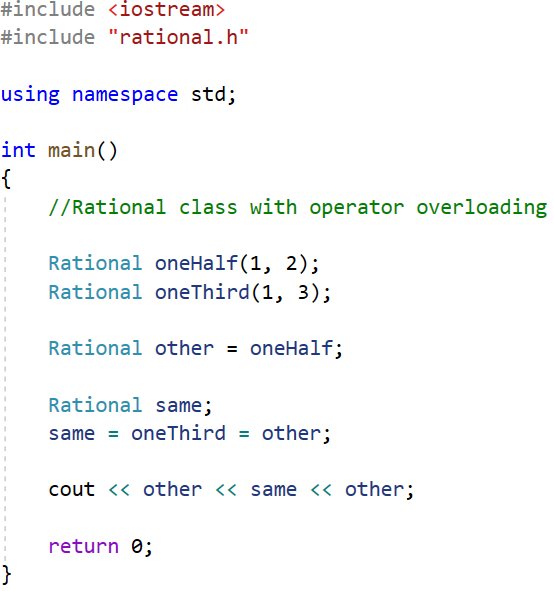 #include <iostream>
#include "rational.h"
using namespace std;
int main()
{
//Rational class with operator overloading
Rational oneHalf(1, 2);
Rational oneThird(1, 3);
Rational other = oneHalf;
Rational same;
same = oneThird = other;
cout << other << same << other;
return 0;
}